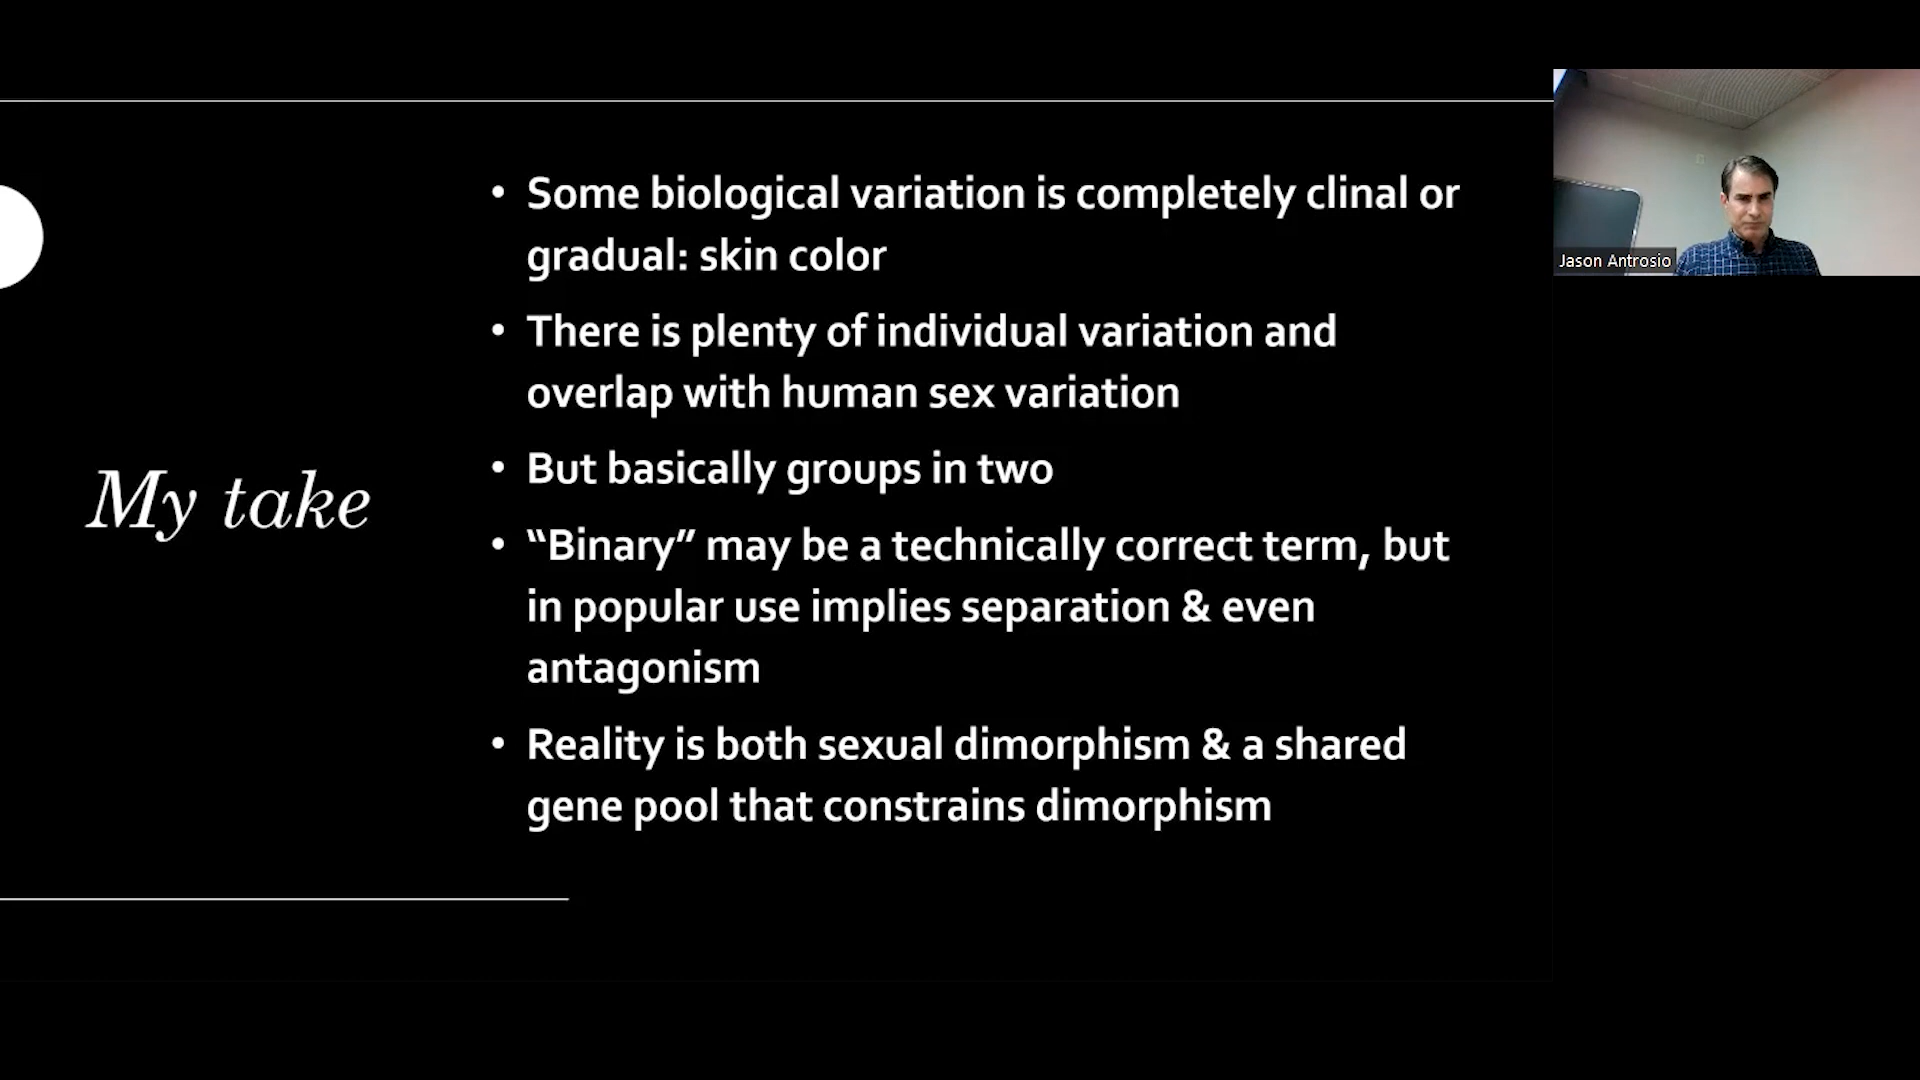 My take
• Some biological variation is completely clinal or
gradual: skin color
• There is plenty of individual variation and
overlap with human sex variation
• But basically groups in two
• “Binary” may be a technically correct term, but
in popular use implies separation & even
antagonism
• Reality is both sexual dimorphism & a shared
gene pool that constrains dimorphism
Jason Antrosio